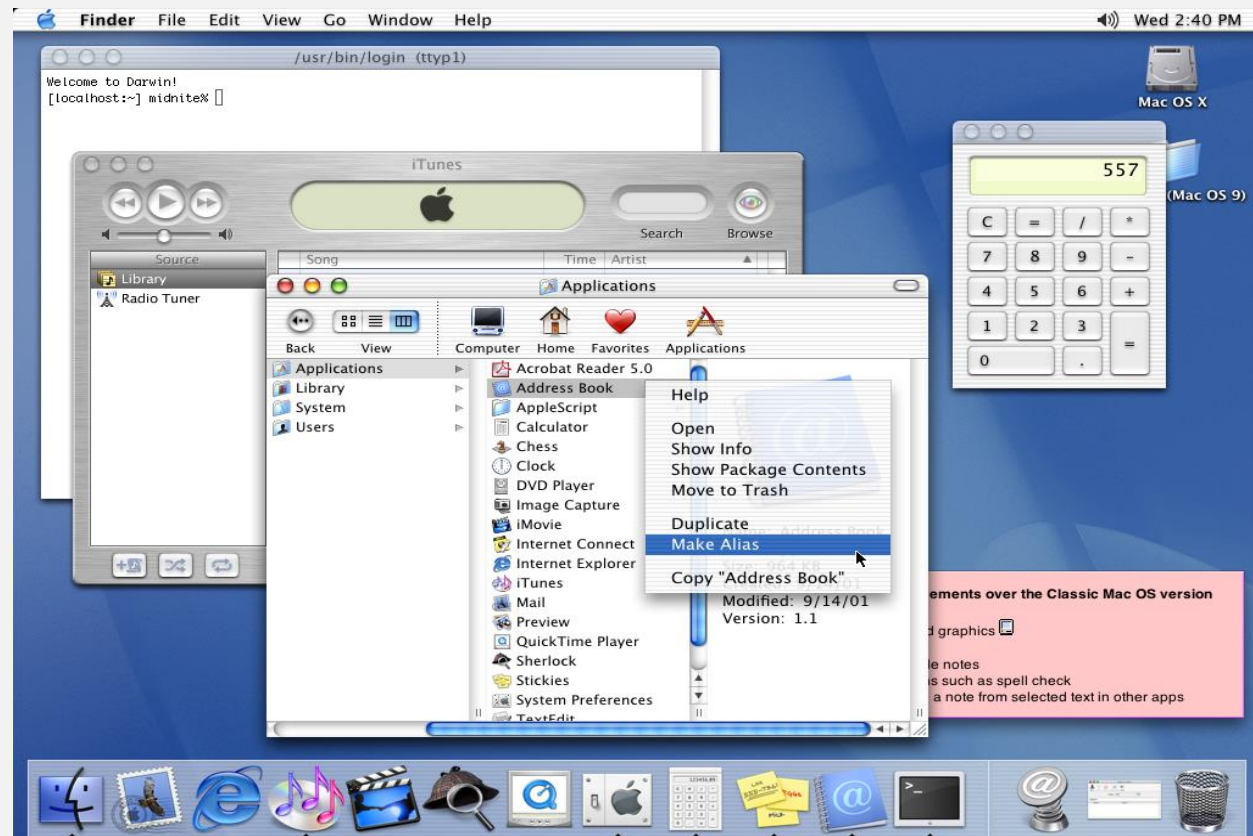 Finder File Edit View Go Window Help
Wed 2:40 PM
/usr/bin/login (ttyp1)
Welcome to Darwin!
[localhost:~] midnite%
Mac OS X
(Mac OS 9)
iTunes
Search
Browse
Source
Library
Radio Tuner
Song Time Artist
557
C = / *
7 8 9 -
4 5 6 +
1 2 3
=
0 .
Applications
Back View Computer Home Favorites Applications
Applications
Library
System
Users
Acrobat Reader 5.0
Address Book
AppleScript
Calculator
Chess
Clock
DVD Player
Image Capture
iMovie
Internet Connect
Internet Explorer
iTunes
Mail
Preview
QuickTime Player
Sherlock
Stickies
System Preferences
TextEdit
Help
Open
Show Info
Show Package Contents
Move to Trash
Duplicate
Make Alias
Copy "Address Book"
Address Book
Size: 964 KB
Modified: 9/14/01
Version: 1.1
ements over the Classic Mac OS version
d graphics
le notes
s such as spell check
a note from selected text in other apps